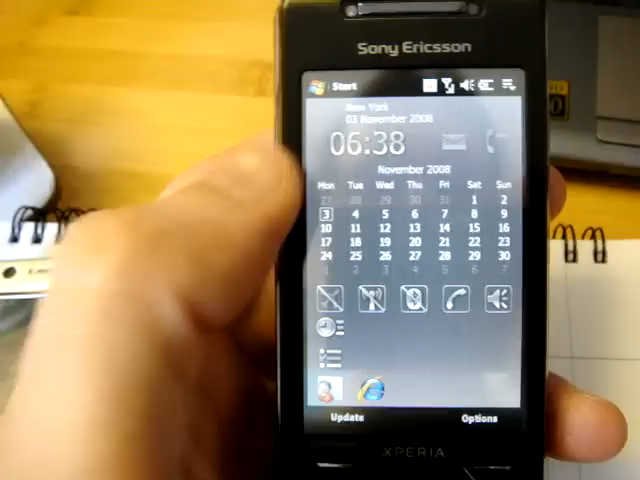 Sony Ericsson
Start
New York
03 November 2008
06:38
November 2008
Mon Tue Wed Thu Fri Sat Sun
27 28 29 30 31 1 2
3 4 5 6 7 8 9
10 11 12 13 14 15 16
17 18 19 20 21 22 23
24 25 26 27 28 29 30
1 2 3 4 5 6 7
Update Options
XPERIA